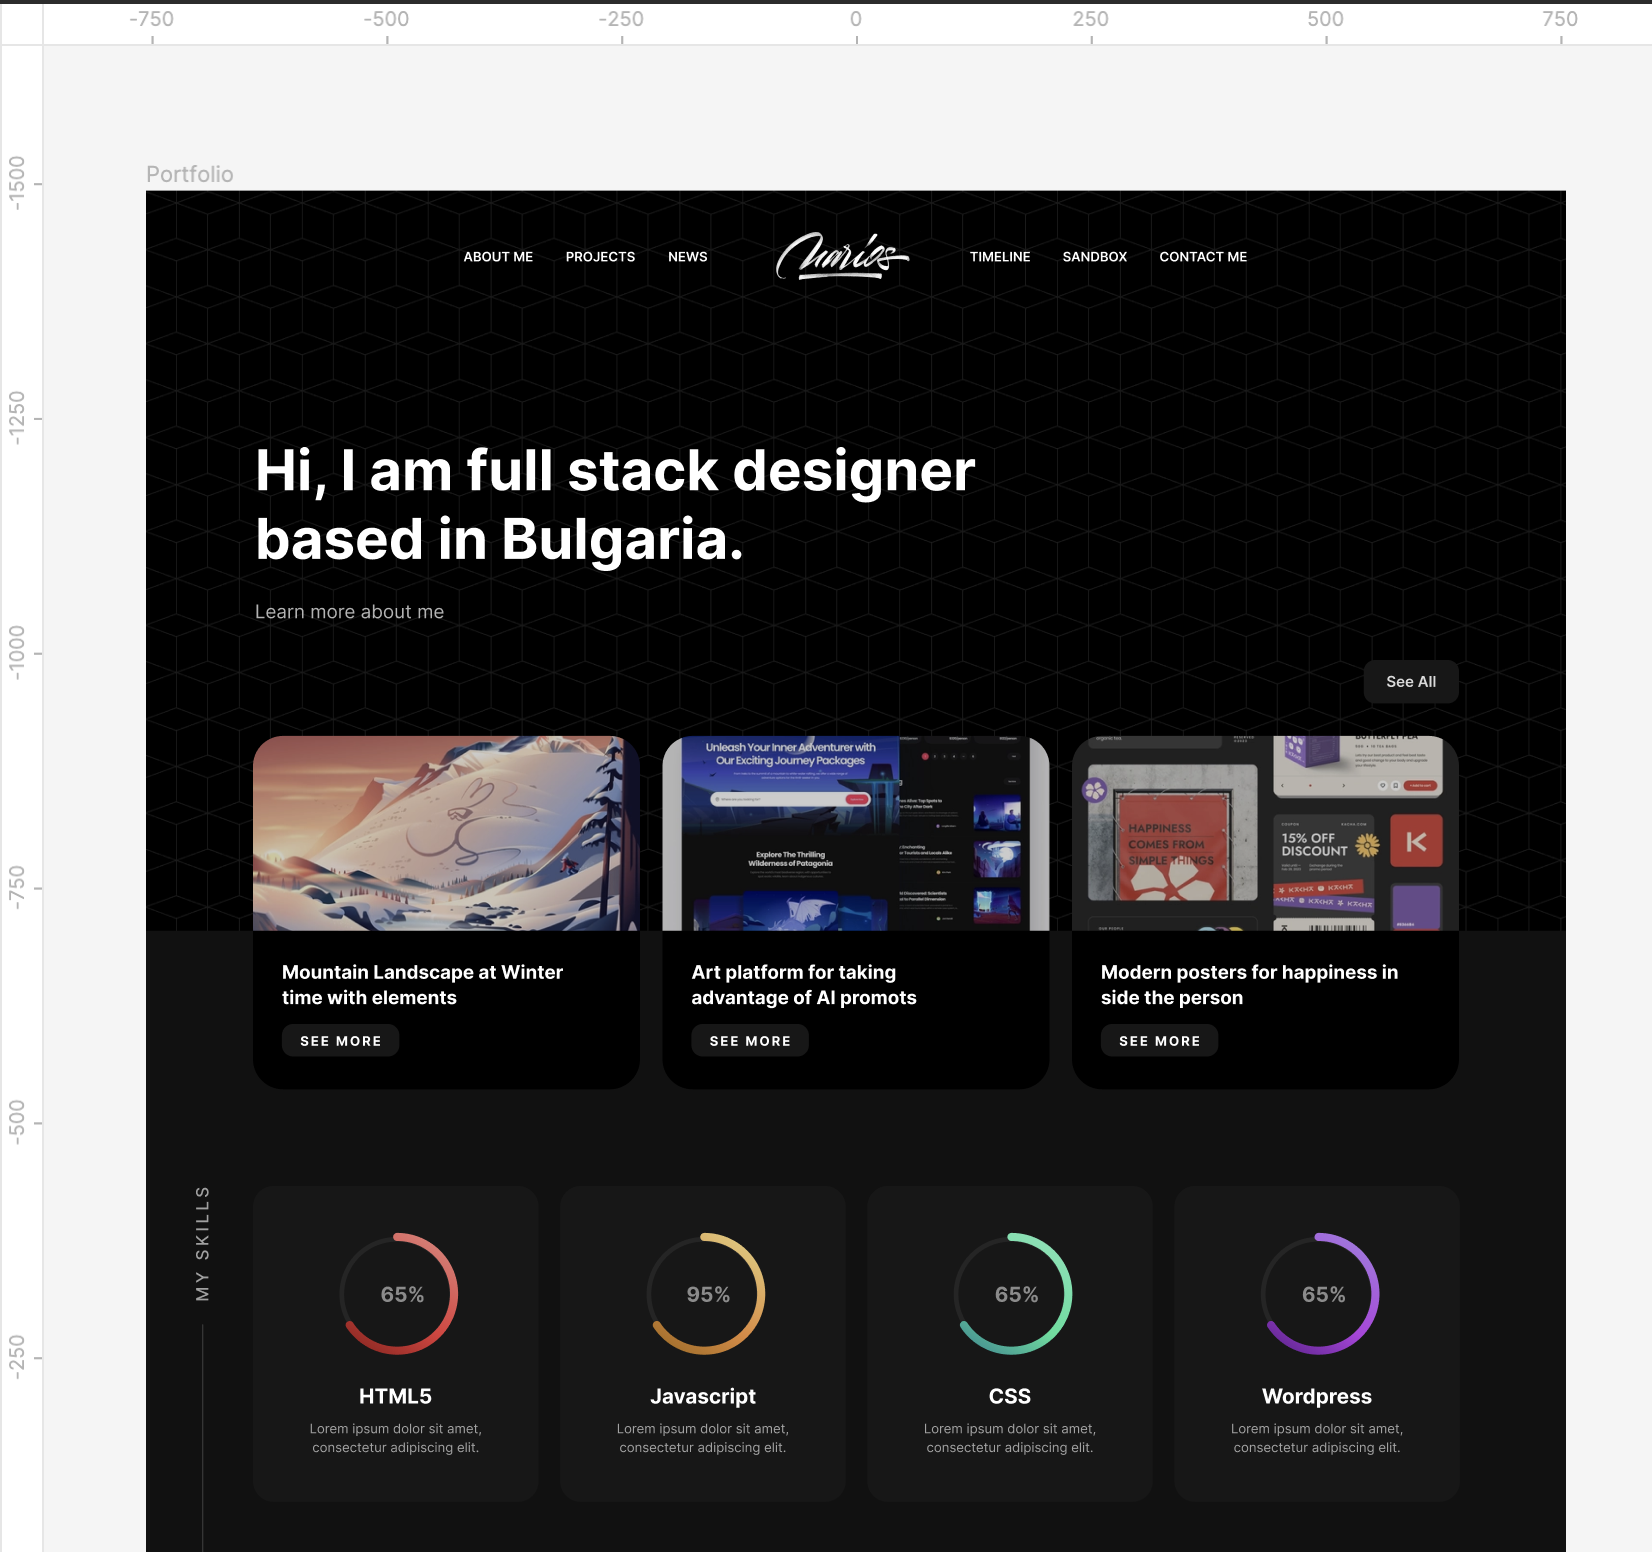 -750 -500 -250 0 250 500 750
-1500
-1250
-1000
-750
-500
-250
Portfolio
ABOUT ME PROJECTS NEWS TIMELINE SANDBOX CONTACT ME
Hi, I am full stack designer
based in Bulgaria.
Learn more about me
See All
Unleash Your Inner Adventurer with
Our Exciting Journey Packages
Explore The Thrilling
Wilderness of Patagonia
HAPPINESS
COMES FROM
SIMPLE THINGS
BUTTERFLY PEA
COUPON
15% OFF
DISCOUNT
K
Mountain Landscape at Winter
time with elements
SEE MORE
Art platform for taking
advantage of AI promots
SEE MORE
Modern posters for happiness in
side the person
SEE MORE
MY SKILLS
65%
HTML5
Lorem ipsum dolor sit amet,
consectetur adipiscing elit.
95%
Javascript
Lorem ipsum dolor sit amet,
consectetur adipiscing elit.
65%
CSS
Lorem ipsum dolor sit amet,
consectetur adipiscing elit.
65%
Wordpress
Lorem ipsum dolor sit amet,
consectetur adipiscing elit.